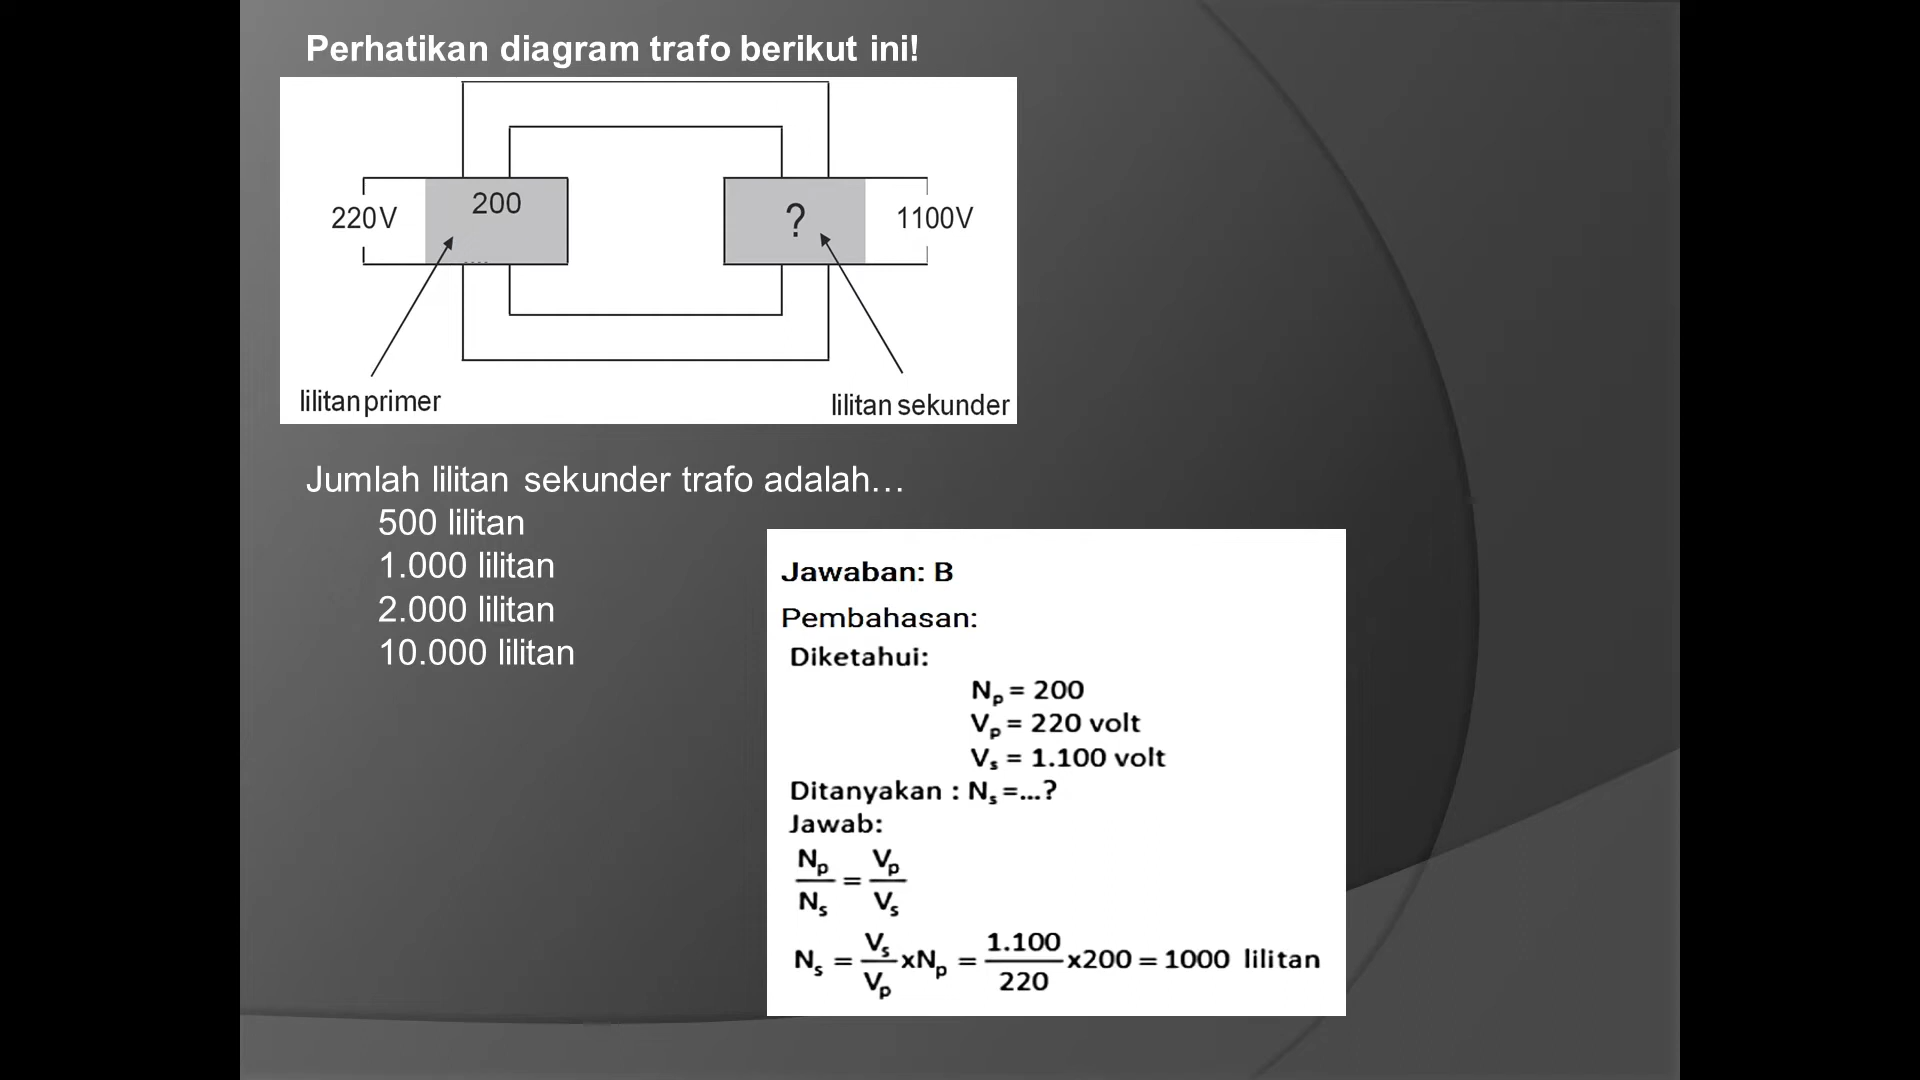 Perhatikan diagram trafo berikut ini!
220V
200
....
?
1100V
lilitan primer
lilitan sekunder
Jumlah lilitan sekunder trafo adalah…
500 lilitan
1.000 lilitan
2.000 lilitan
10.000 lilitan
Jawaban: B
Pembahasan:
Diketahui:
Np = 200
Vp = 220 volt
Vs = 1.100 volt
Ditanyakan : Ns =...?
Jawab:
Np/Ns = Vp/Vs
Ns = Vs/Vp xNp = 1.100/220 x200 = 1000 lilitan